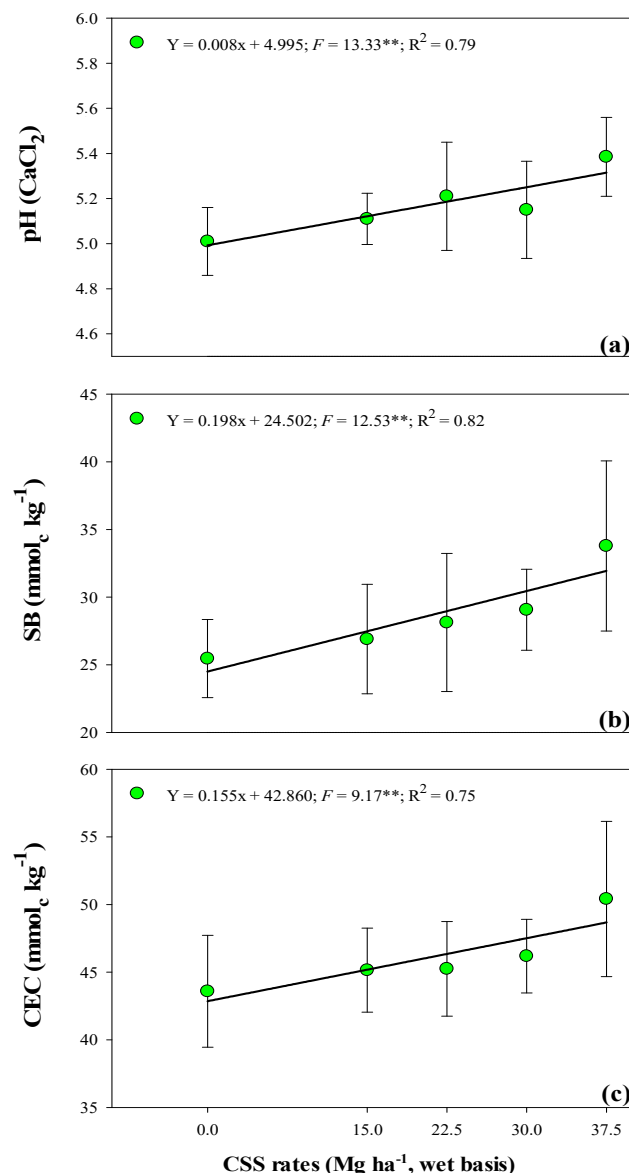 6.0
Y = 0.008x + 4.995; F = 13.33**; R² = 0.79
5.8
5.6
5.4
5.2
5.0
4.8
4.6
pH (CaCl₂)
(a)
45
Y = 0.198x + 24.502; F = 12.53**; R² = 0.82
40
35
30
25
20
SB (mmol꜀ kg⁻¹)
(b)
60
Y = 0.155x + 42.860; F = 9.17**; R² = 0.75
55
50
45
40
35
CEC (mmol꜀ kg⁻¹)
(c)
0.0 15.0 22.5 30.0 37.5
CSS rates (Mg ha⁻¹, wet basis)